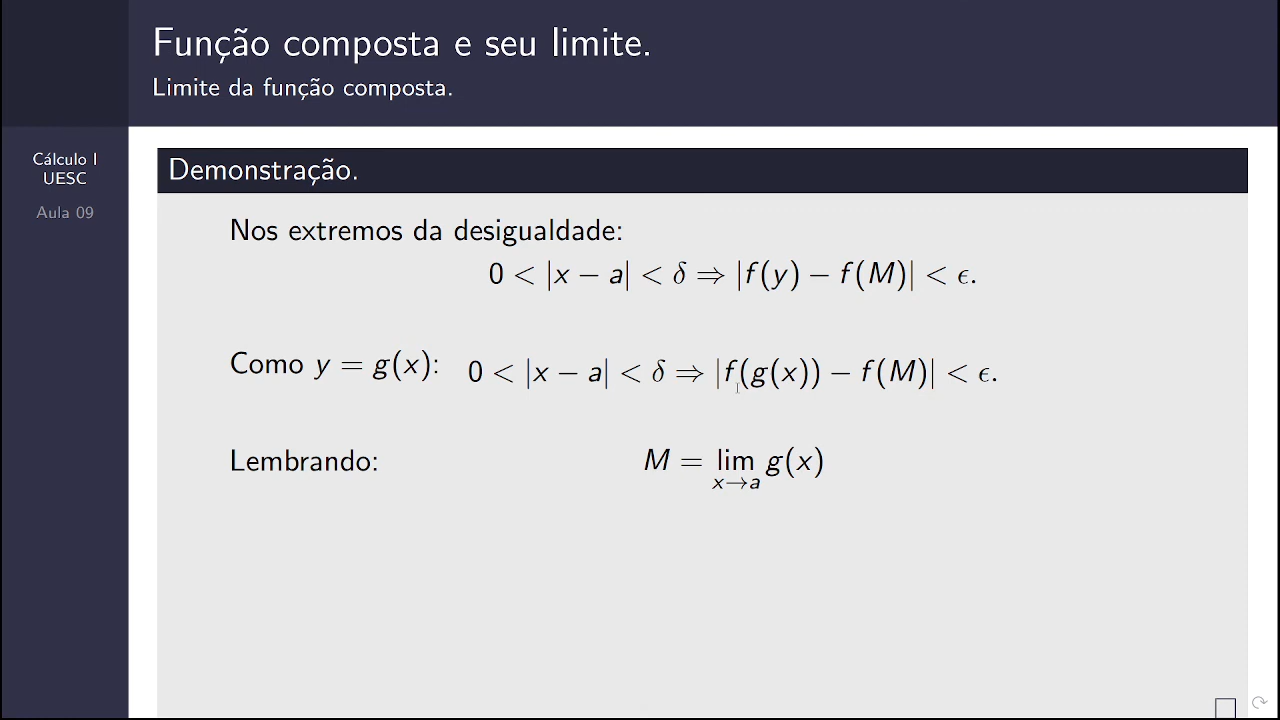 Função composta e seu limite.
Limite da função composta.
Cálculo I
UESC
Aula 09
Demonstração.
Nos extremos da desigualdade:
0 < |x − a| < δ ⇒ |f(y) − f(M)| < ϵ.
Como y = g(x): 0 < |x − a| < δ ⇒ |f(g(x)) − f(M)| < ϵ.
Lembrando: M = lim g(x)
x→a